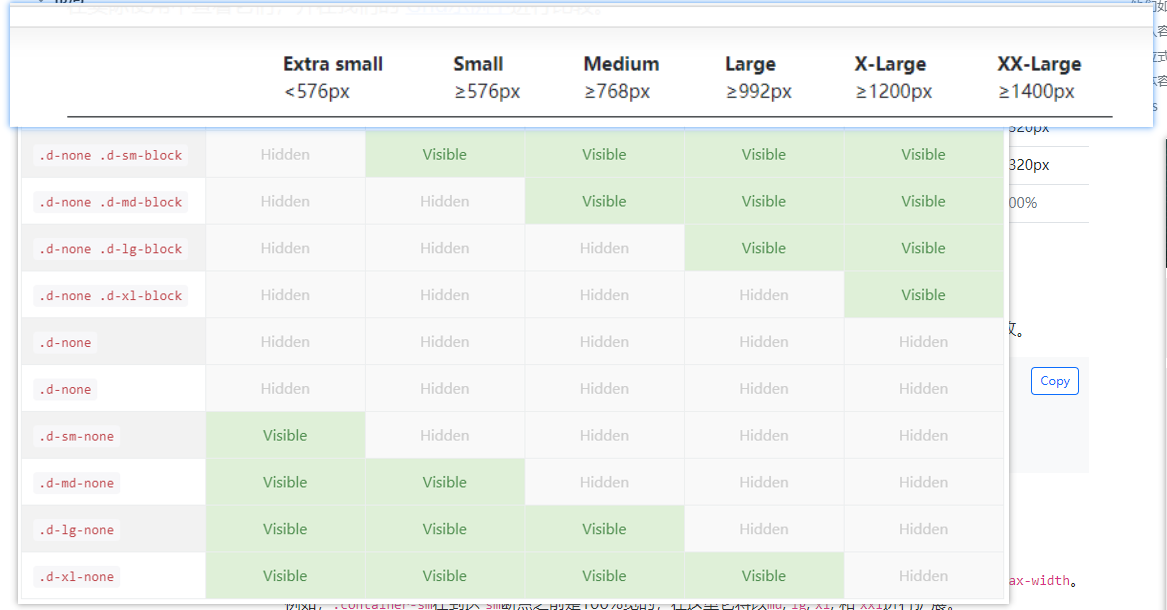 Extra small Small Medium Large X-Large XX-Large
<576px ≥576px ≥768px ≥992px ≥1200px ≥1400px
.d-none .d-sm-block Hidden Visible Visible Visible Visible
320px
.d-none .d-md-block Hidden Hidden Visible Visible Visible
00%
.d-none .d-lg-block Hidden Hidden Hidden Visible Visible
.d-none .d-xl-block Hidden Hidden Hidden Hidden Visible
.d-none Hidden Hidden Hidden Hidden Hidden
.d-none Hidden Hidden Hidden Hidden Hidden
Copy
.d-sm-none Visible Hidden Hidden Hidden Hidden
.d-md-none Visible Visible Hidden Hidden Hidden
.d-lg-none Visible Visible Visible Hidden Hidden
.d-xl-none Visible Visible Visible Visible Hidden
ax-width。